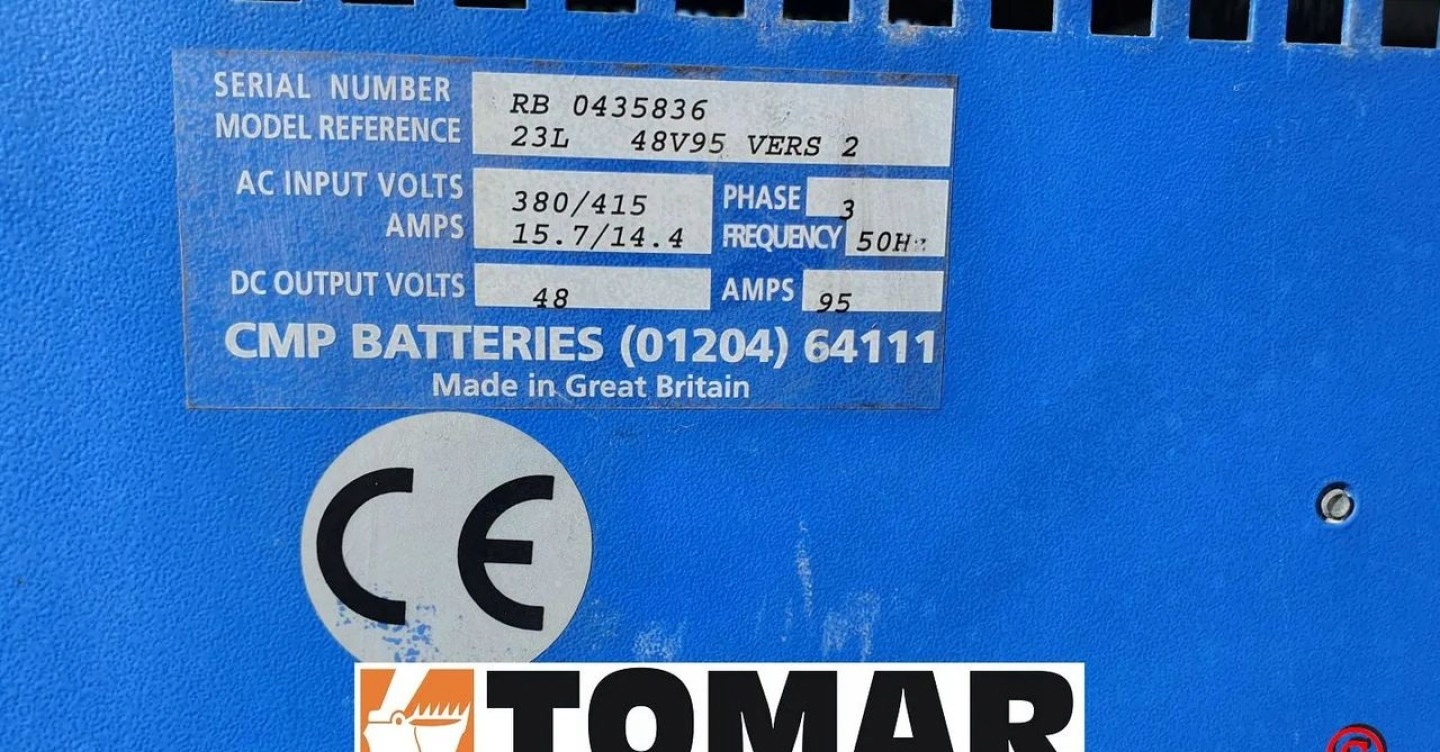 SERIAL NUMBER RB 0435836
MODEL REFERENCE 23L 48V95 VERS 2
AC INPUT VOLTS 380/415 PHASE 3
AMPS 15.7/14.4 FREQUENCY 50Hz
DC OUTPUT VOLTS 48 AMPS 95
CMP BATTERIES (01204) 64111
Made in Great Britain
CE
TOMAR